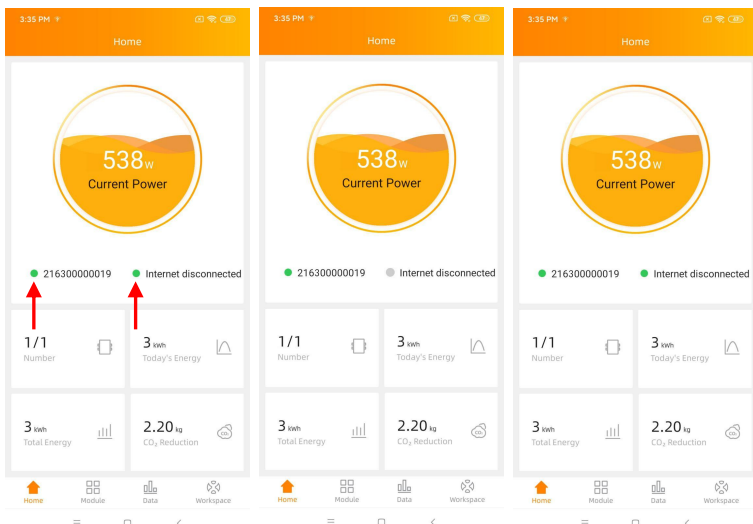 3:35 PM
Home
538 w
Current Power
216300000019 Internet disconnected
1/1
Number
3 kWh
Today's Energy
3 kWh
Total Energy
2.20 kg
CO₂ Reduction
Home Module Data Workspace
3:35 PM
Home
538 w
Current Power
216300000019 Internet disconnected
1/1
Number
3 kWh
Today's Energy
3 kWh
Total Energy
2.20 kg
CO₂ Reduction
Home Module Data Workspace
3:35 PM
Home
538 w
Current Power
216300000019 Internet disconnected
1/1
Number
3 kWh
Today's Energy
3 kWh
Total Energy
2.20 kg
CO₂ Reduction
Home Module Data Workspace